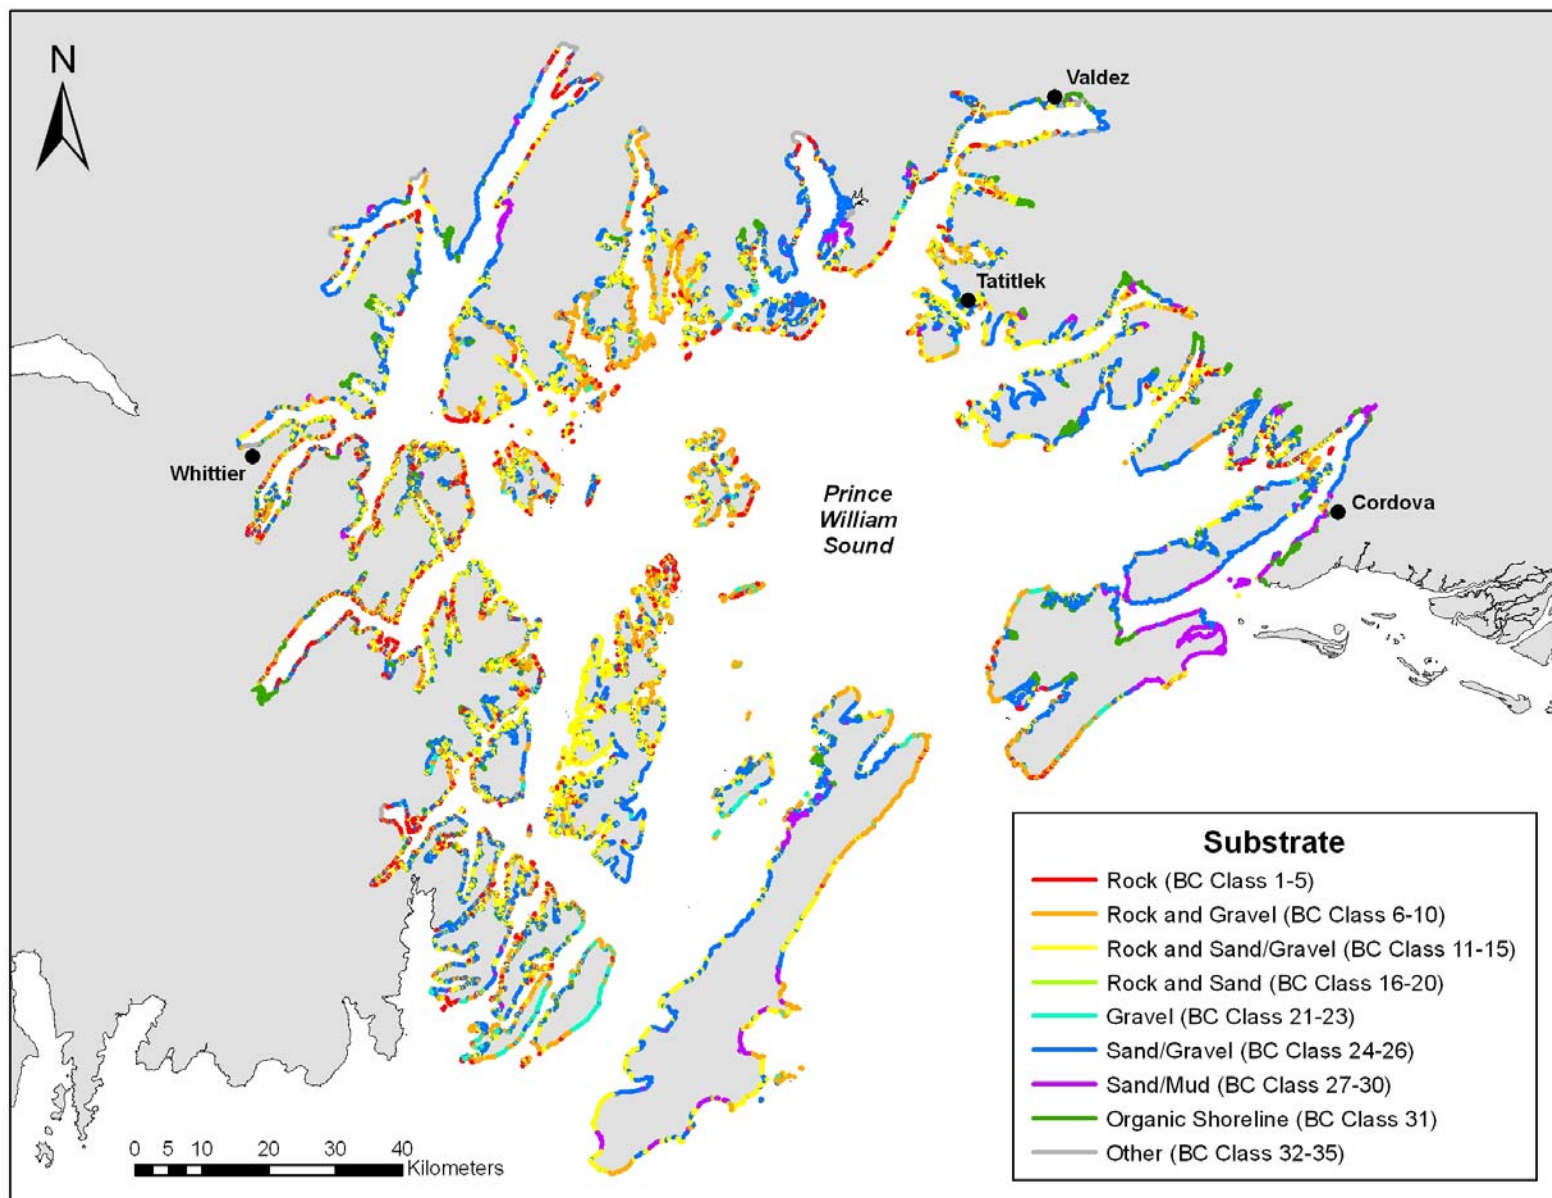 N
Valdez
Tatitlek
Whittier
Prince
William
Sound
Cordova
Substrate
Rock (BC Class 1-5)
Rock and Gravel (BC Class 6-10)
Rock and Sand/Gravel (BC Class 11-15)
Rock and Sand (BC Class 16-20)
Gravel (BC Class 21-23)
Sand/Gravel (BC Class 24-26)
Sand/Mud (BC Class 27-30)
Organic Shoreline (BC Class 31)
Other (BC Class 32-35)
0 5 10 20 30 40
Kilometers